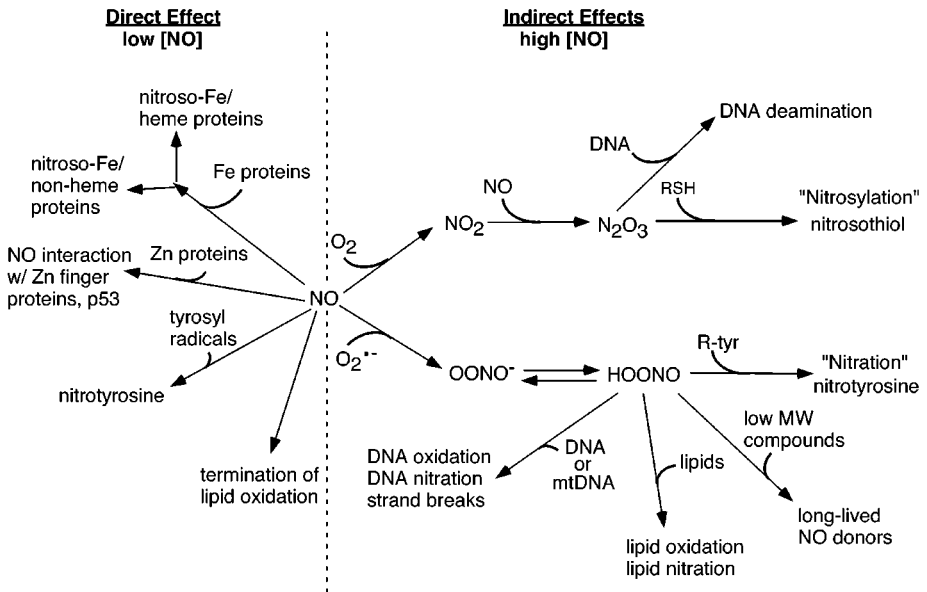 Direct Effect
low [NO]
Indirect Effects
high [NO]
nitroso-Fe/
heme proteins
nitroso-Fe/
non-heme
proteins
Fe proteins
NO interaction
w/ Zn finger
proteins, p53
Zn proteins
NO
tyrosyl
radicals
nitrotyrosine
termination of
lipid oxidation
O₂
NO₂
NO
N₂O₃
DNA
DNA deamination
RSH
"Nitrosylation"
nitrosothiol
O₂•-
OONO⁻
HOONO
R-tyr
"Nitration"
nitrotyrosine
DNA oxidation
DNA nitration
strand breaks
DNA
or
mtDNA
lipids
lipid oxidation
lipid nitration
low MW
compounds
long-lived
NO donors